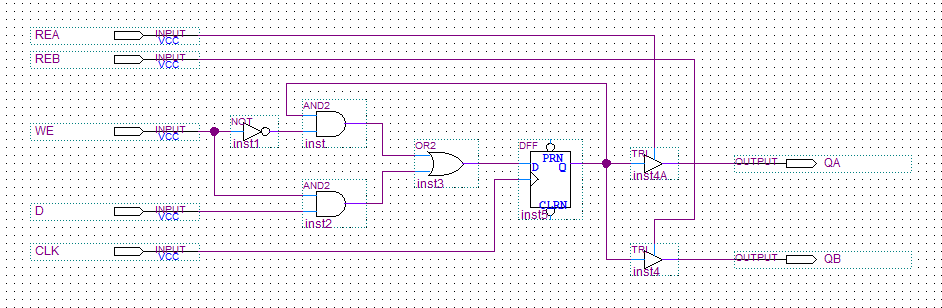 REA INPUT
VCC
REB INPUT
VCC
AND2
inst
WE INPUT
VCC
NOT
inst1
OR2
inst3
DFF
PRN
D Q
CLRN
inst5
TRI
inst4A
OUTPUT QA
AND2
inst2
D INPUT
VCC
CLK INPUT
VCC
TRI
inst4
OUTPUT QB